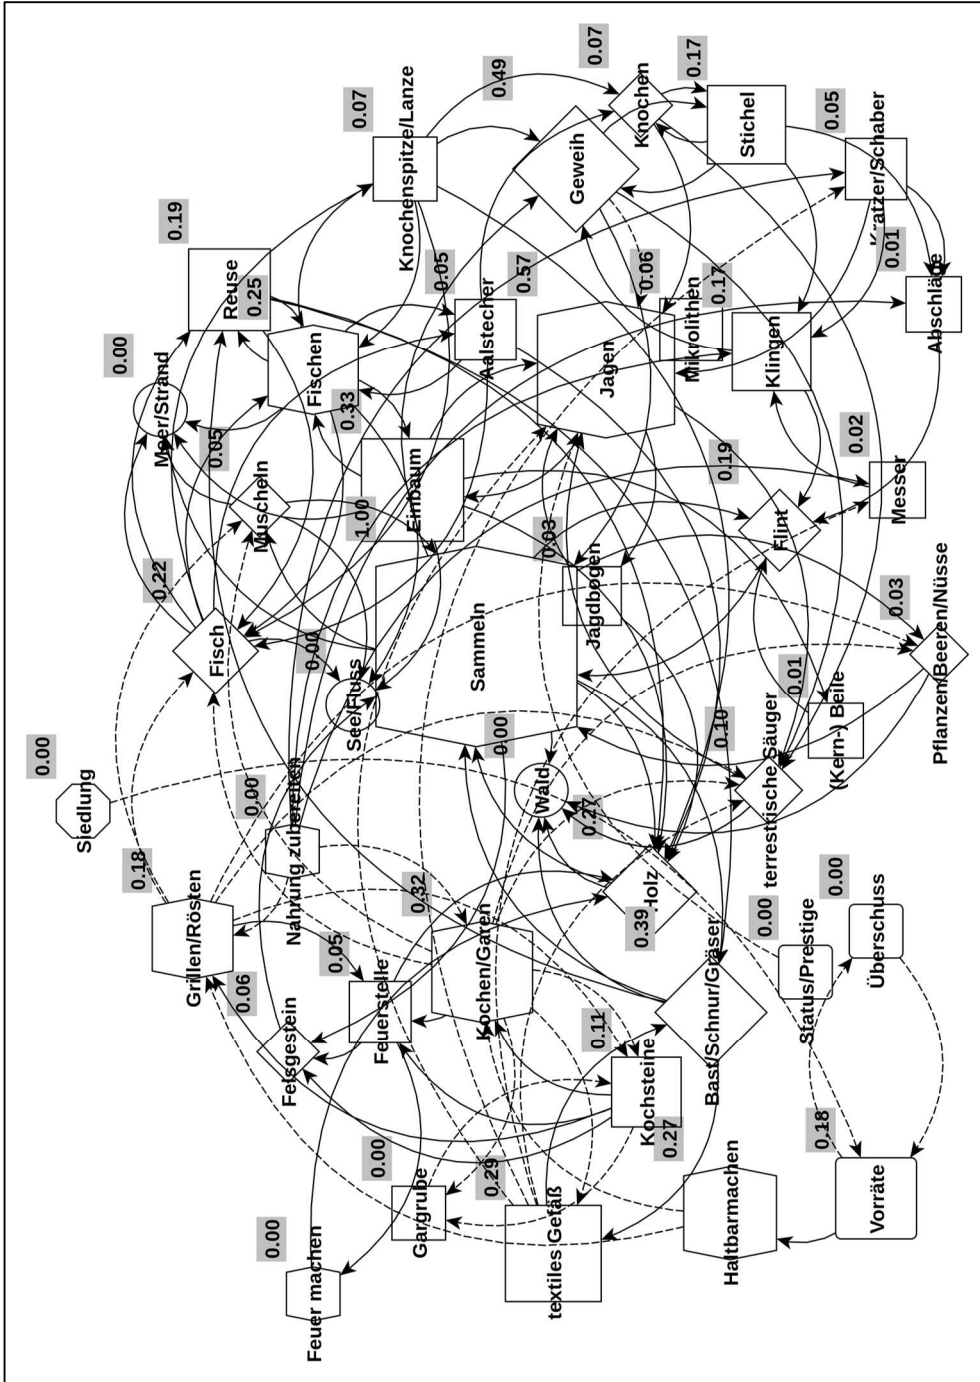 0.00
Siedlung
0.00
Meer/Strand
0.19
Reuse
0.25
0.07
Knochenspitze/Lanze
0.49
0.07
Knochen
0.17
Stichel
0.05
Kratzer/Schaber
0.01
Abschläge
Geweih
0.05
Aalstecher
0.57
0.06
Mikrolithen
0.17
Klingen
Jagen
Fischen
0.33
0.05
Muscheln
1.00
Einbaum
0.22
Fisch
0.00
See/Fluss
Sammeln
0.03
Jagdbogen
0.19
Flint
0.02
Messer
0.03
Pflanzen/Beeren/Nüsse
0.01
(Kern-) Beile
0.10
terrestrische Säuger
0.00
Wald
0.27
Holz
0.39
0.18
Grillen/Rösten
0.00
Nahrung zubereiten
0.06
Felsgestein
0.05
Feuerstelle
0.32
Kochen/Garen
0.11
Kochsteine
0.27
Bast/Schnur/Gräser
0.00
Status/Prestige
0.00
Überschuss
0.00
Feuer machen
0.00
Gargrube
0.29
textiles Gefäß
Haltbarmachen
0.18
Vorräte